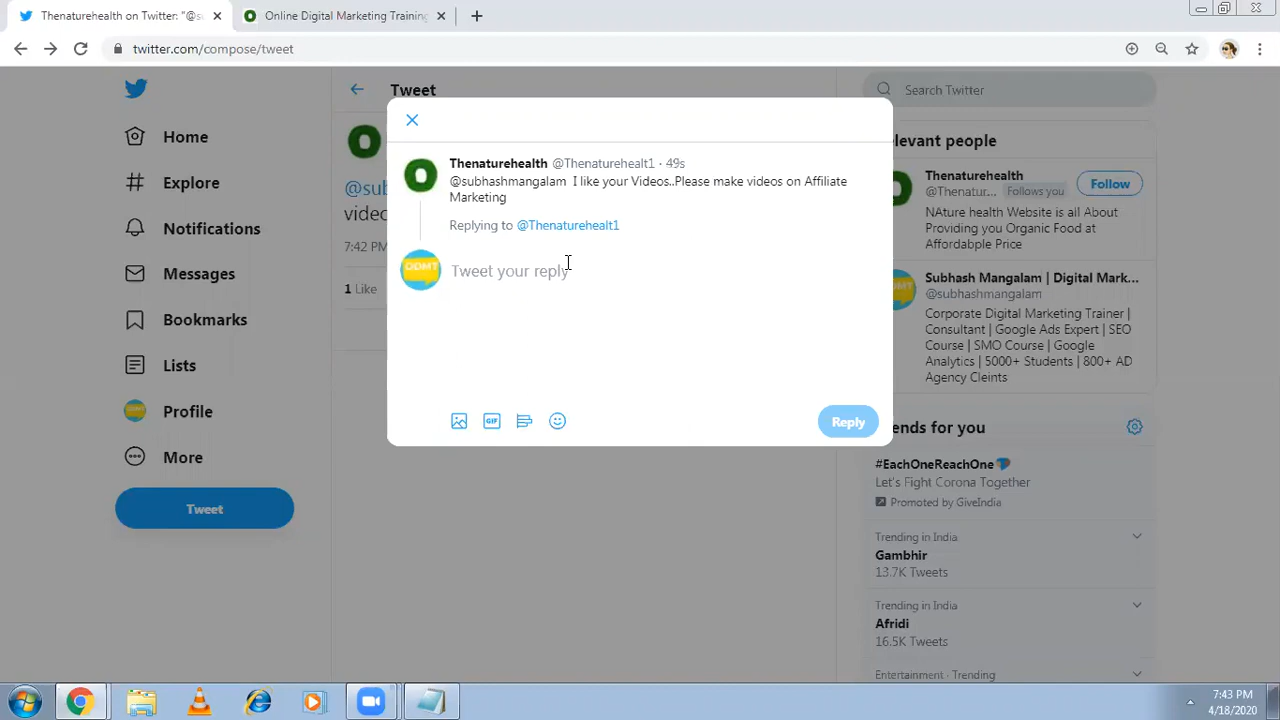 Thenaturehealth on Twitter: "@su
Online Digital Marketing Training
twitter.com/compose/tweet
Home
Explore
Notifications
Messages
Bookmarks
Lists
Profile
More
Tweet
Tweet
@sub
video
7:42 PM
1 Like
Thenaturehealth @Thenaturehealt1 · 49s
@subhashmangalam I like your Videos..Please make videos on Affiliate
Marketing
Replying to @Thenaturehealt1
ODMT
Tweet your reply
GIF
Reply
Search Twitter
elevant people
Thenaturehealth
@Thenatur... Follows you
Follow
NAture health Website is all About
Providing you Organic Food at
Affordabple Price
Subhash Mangalam | Digital Mark...
@subhashmangalam
Corporate Digital Marketing Trainer |
Consultant | Google Ads Expert | SEO
Course | SMO Course | Google
Analytics | 5000+ Students | 800+ AD
Agency Cleints
ends for you
#EachOneReachOne
Let's Fight Corona Together
Promoted by GiveIndia
Trending in India
Gambhir
13.7K Tweets
Trending in India
Afridi
16.5K Tweets
Entertainment · Trending
7:43 PM
4/18/2020